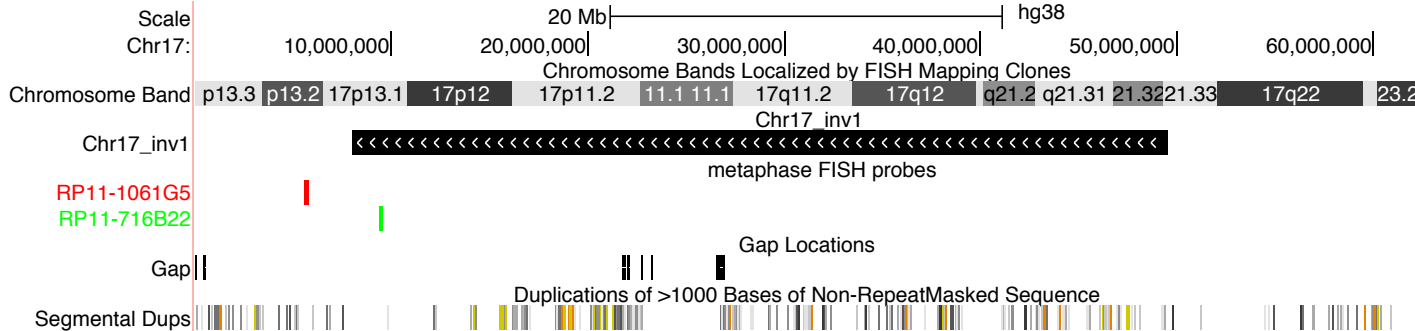 Scale 20 Mb hg38
Chr17: 10,000,000 20,000,000 30,000,000 40,000,000 50,000,000 60,000,000
Chromosome Bands Localized by FISH Mapping Clones
Chromosome Band p13.3 p13.2 17p13.1 17p12 17p11.2 11.1 11.1 17q11.2 17q12 q21.2 q21.31 21.32 21.33 17q22 23.2
Chr17_inv1
Chr17_inv1
metaphase FISH probes
RP11-1061G5
RP11-716B22
Gap Locations
Gap
Duplications of >1000 Bases of Non-RepeatMasked Sequence
Segmental Dups